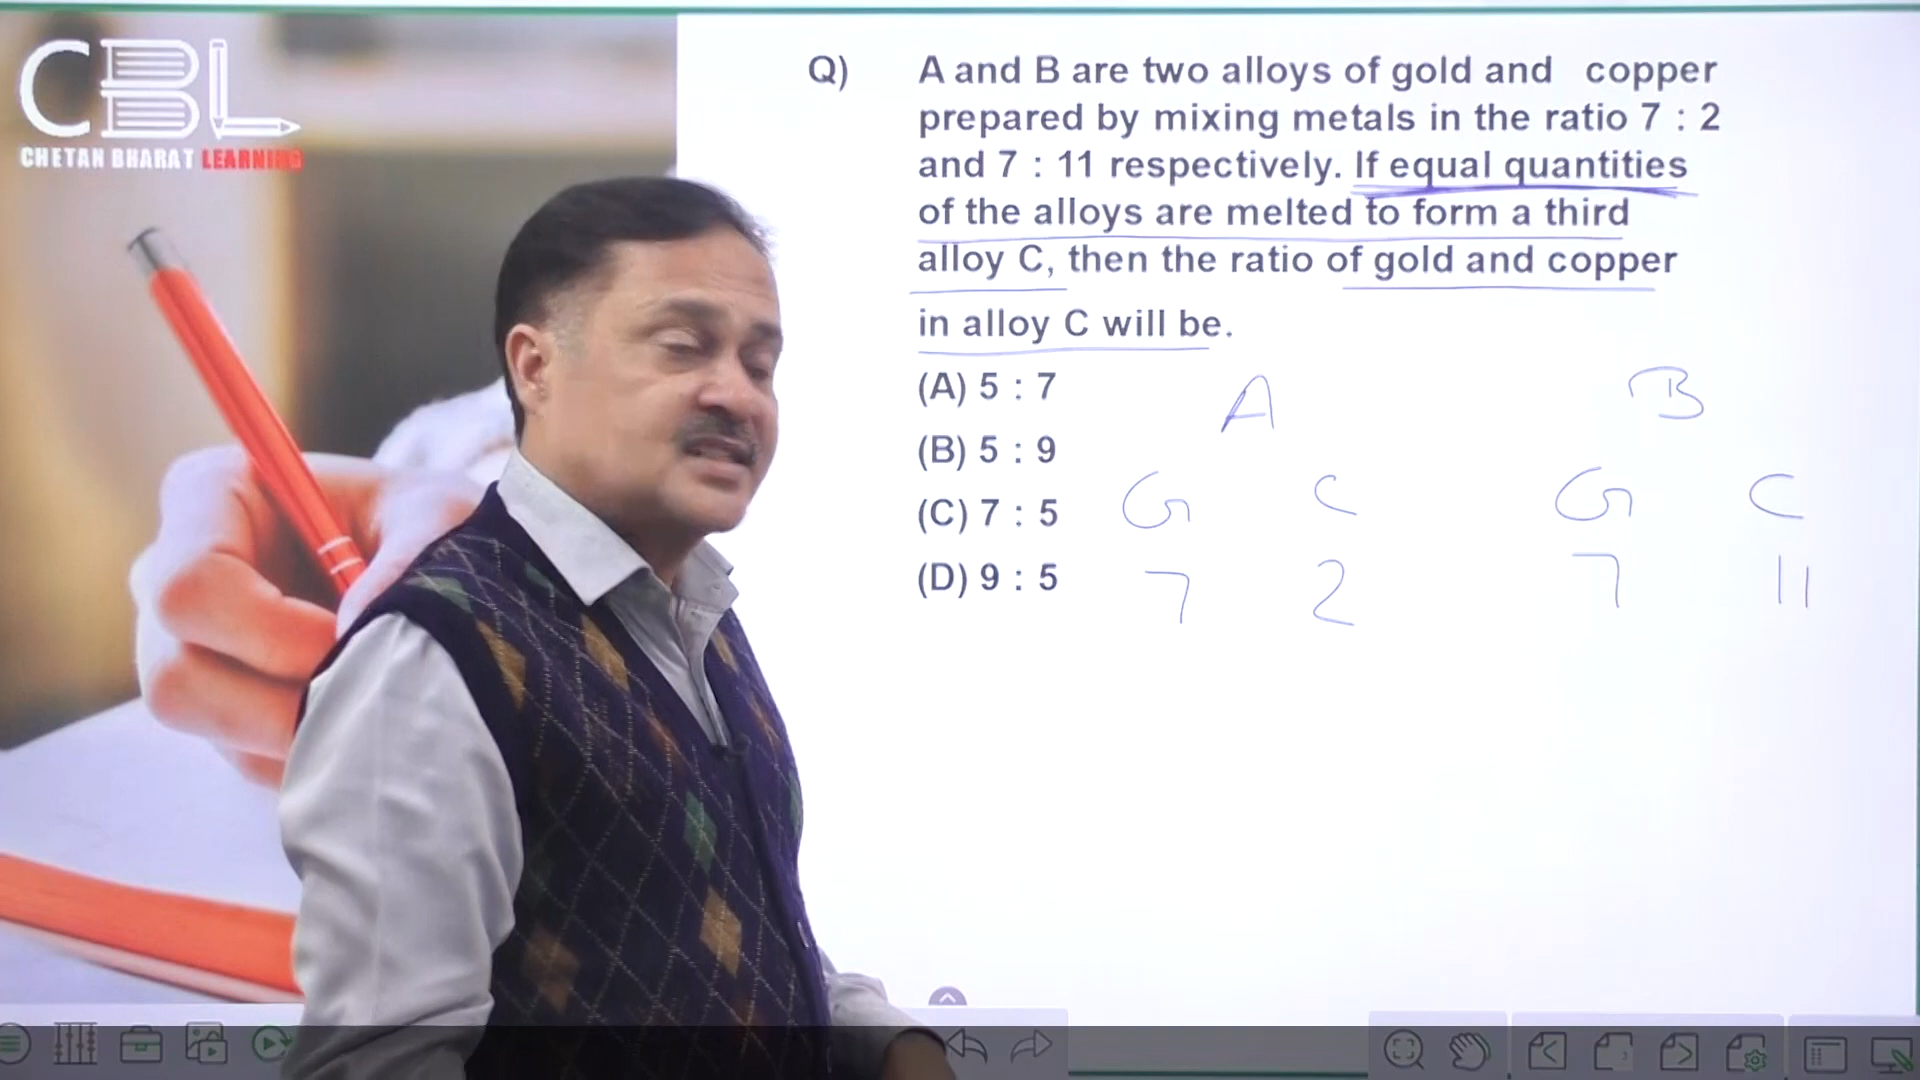 CBL
CHETAN BHARAT LEARNING
Q) A and B are two alloys of gold and copper
prepared by mixing metals in the ratio 7 : 2
and 7 : 11 respectively. If equal quantities
of the alloys are melted to form a third
alloy C, then the ratio of gold and copper
in alloy C will be.
(A) 5 : 7
(B) 5 : 9
(C) 7 : 5
(D) 9 : 5
A B
G C G C
7 2 7 11